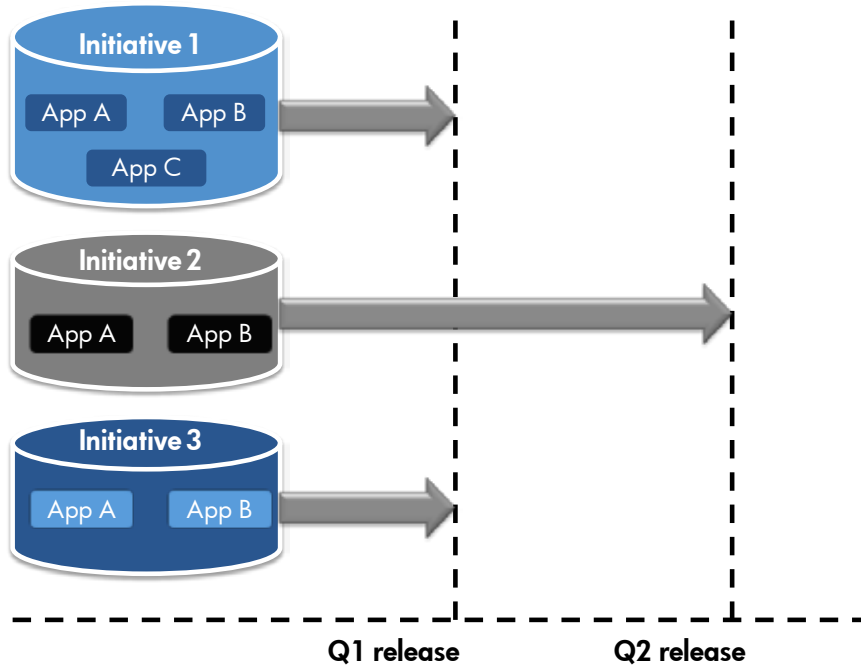 Initiative 1
App A
App B
App C
Initiative 2
App A
App B
Initiative 3
App A
App B
Q1 release
Q2 release